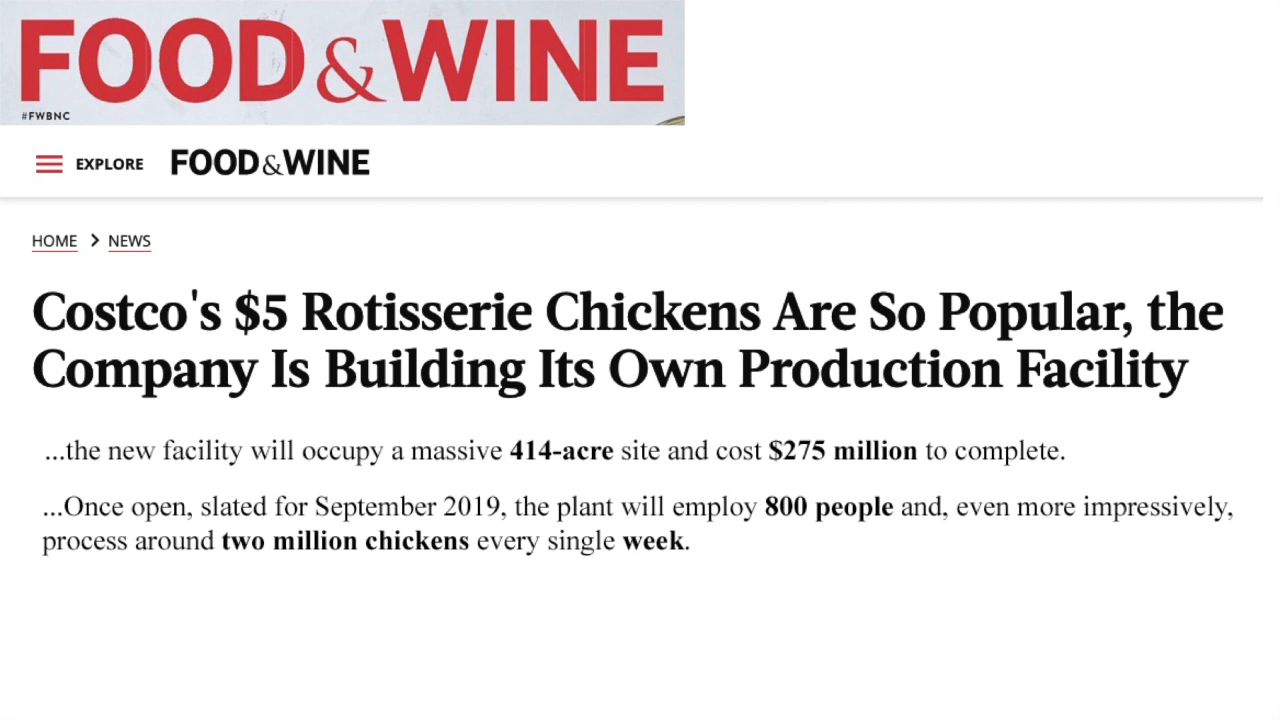 FOOD&WINE
#FWBNC
EXPLORE FOOD&WINE
HOME > NEWS
Costco's $5 Rotisserie Chickens Are So Popular, the
Company Is Building Its Own Production Facility
...the new facility will occupy a massive 414-acre site and cost $275 million to complete.
...Once open, slated for September 2019, the plant will employ 800 people and, even more impressively,
process around two million chickens every single week.